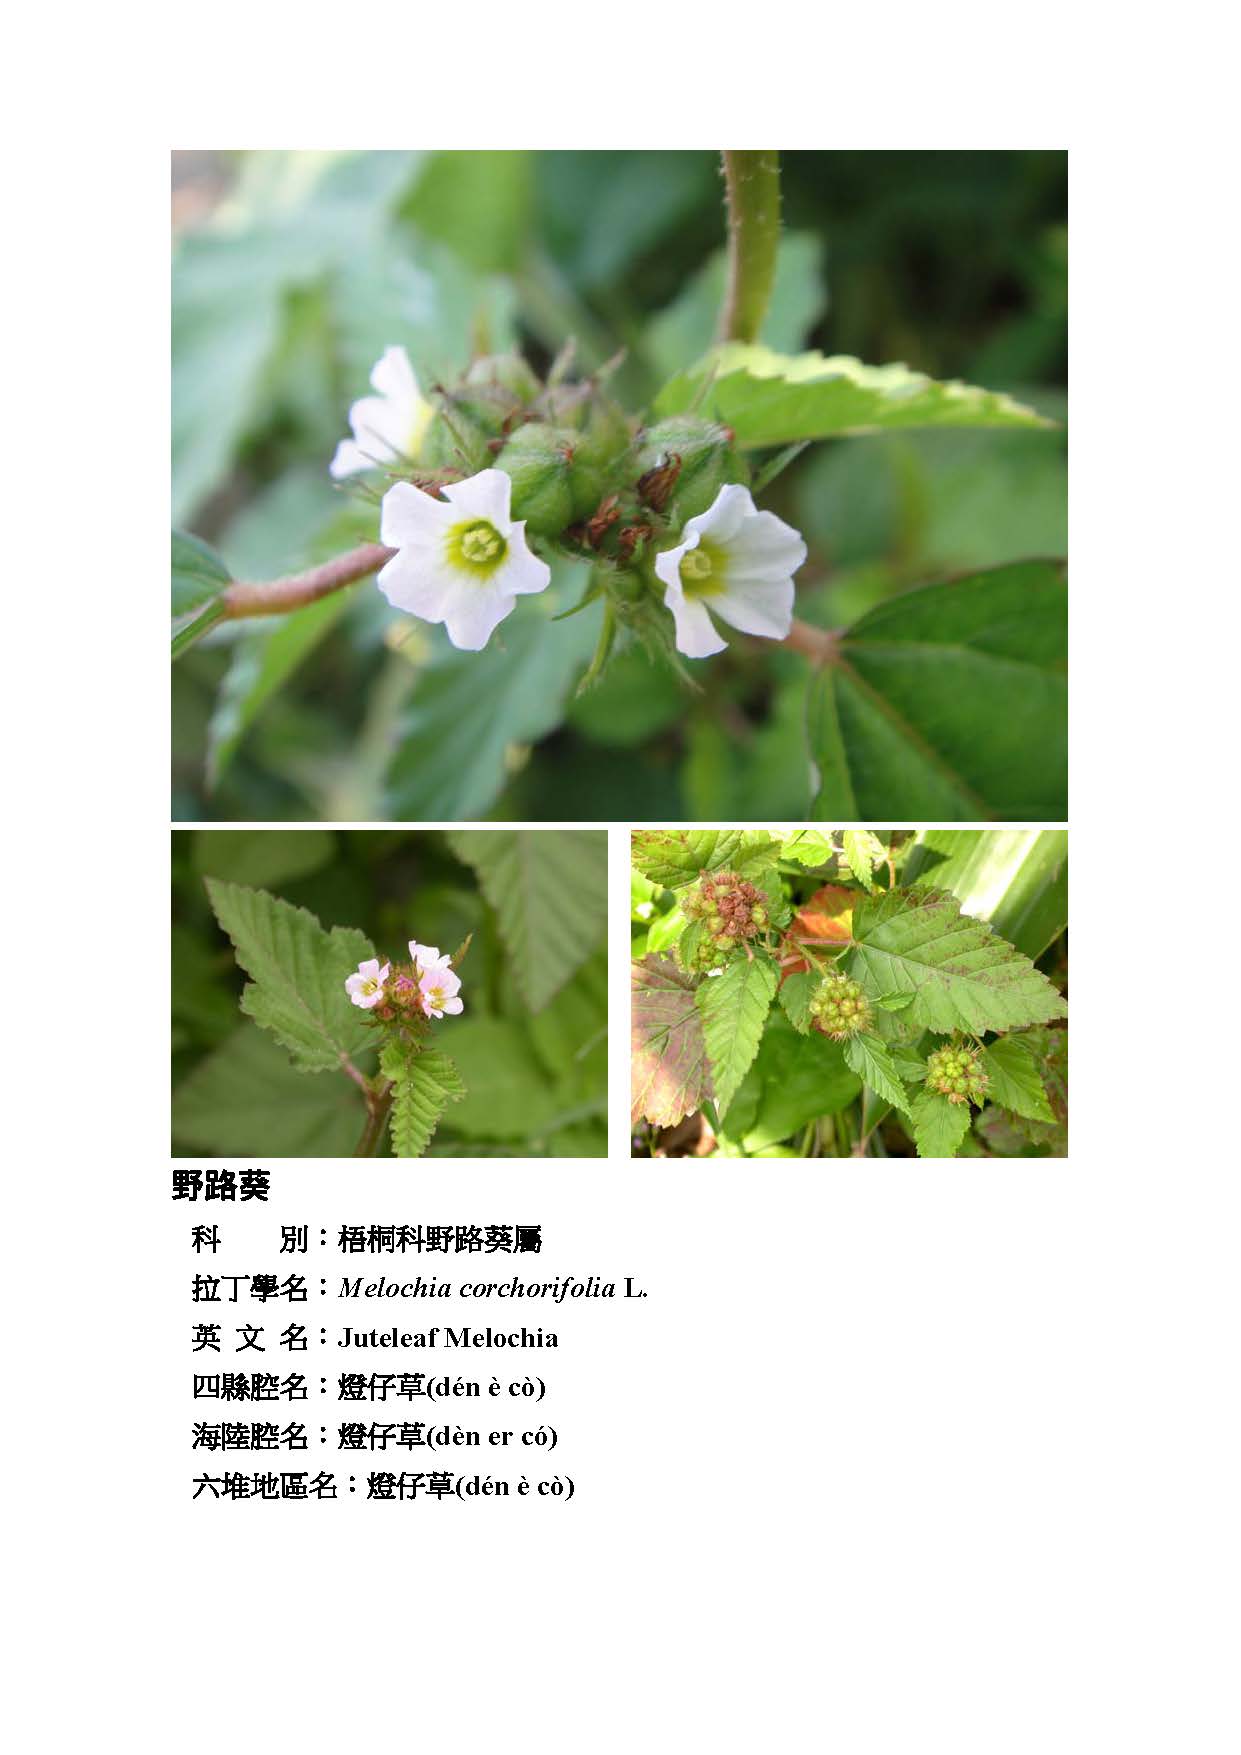 野路葵
科　　別：梧桐科野路葵屬
拉丁學名：Melochia corchorifolia L.
英 文 名：Juteleaf Melochia
四縣腔名：燈仔草(dén è cò)
海陸腔名：燈仔草(dèn er có)
六堆地區名：燈仔草(dén è cò)